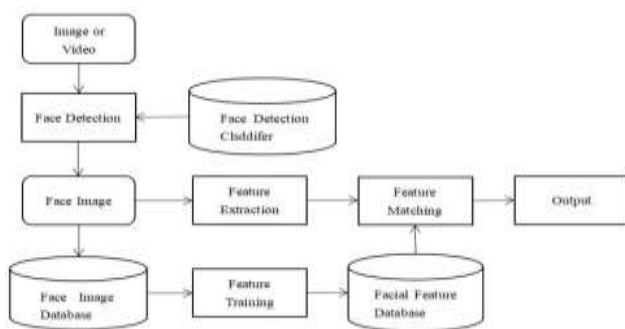 Image or
Video
Face Detection
Face Detection
Clsddifer
Face Image
Feature
Extraction
Feature
Matching
Output
Face Image
Database
Feature
Training
Facial Feature
Database